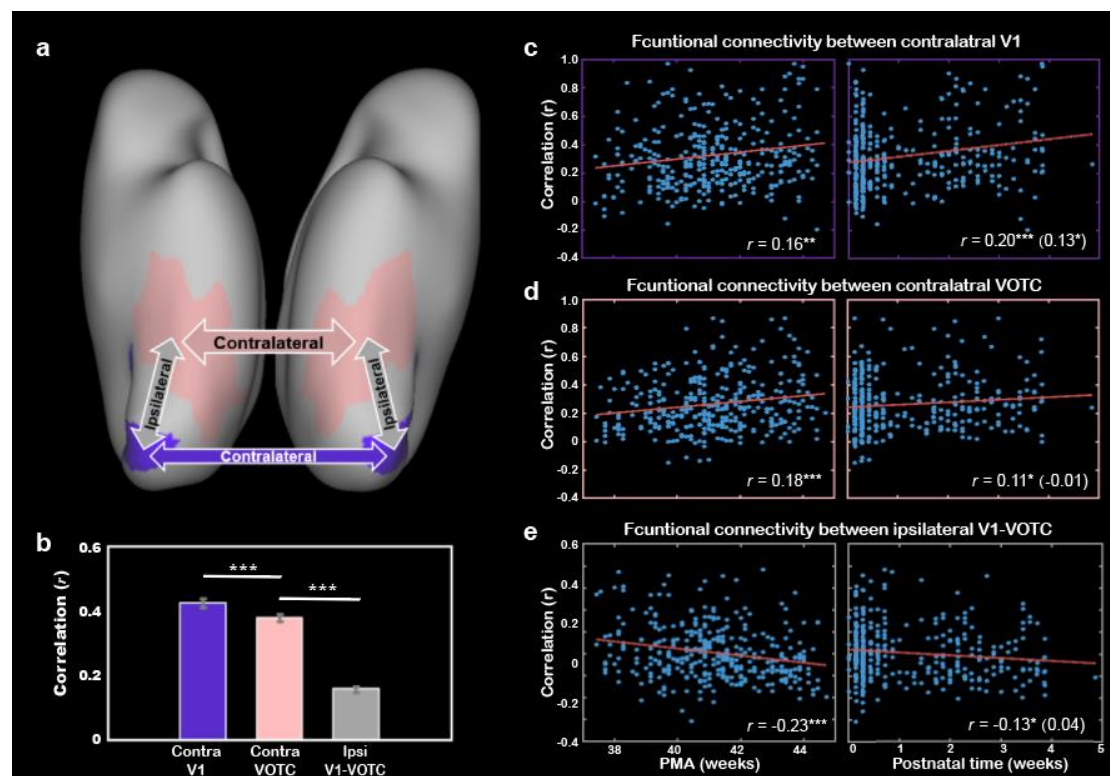 a
Contralateral
Ipsilateral
Ipsilateral
Contralateral
b
0.6
0.4
0.2
0
Correlation (r)
***
***
Contra
V1
Contra
VOTC
Ipsi
V1-VOTC
c
Fcuntional connectivity between contralatral V1
Correlation (r)
1.0
0.8
0.6
0.4
0.2
0
-0.2
-0.4
r = 0.16**
r = 0.20*** (0.13*)
d
Fcuntional connectivity between contralatral VOTC
Correlation (r)
1.0
0.8
0.6
0.4
0.2
0
-0.2
-0.4
r = 0.18***
r = 0.11* (-0.01)
e
Fcuntional connectivity between ipsilateral V1-VOTC
Correlation (r)
0.6
0.4
0.2
0
-0.2
-0.4
r = -0.23***
r = -0.13* (0.04)
38 40 42 44
0 1 2 3 4 5
PMA (weeks)
Postnatal time (weeks)